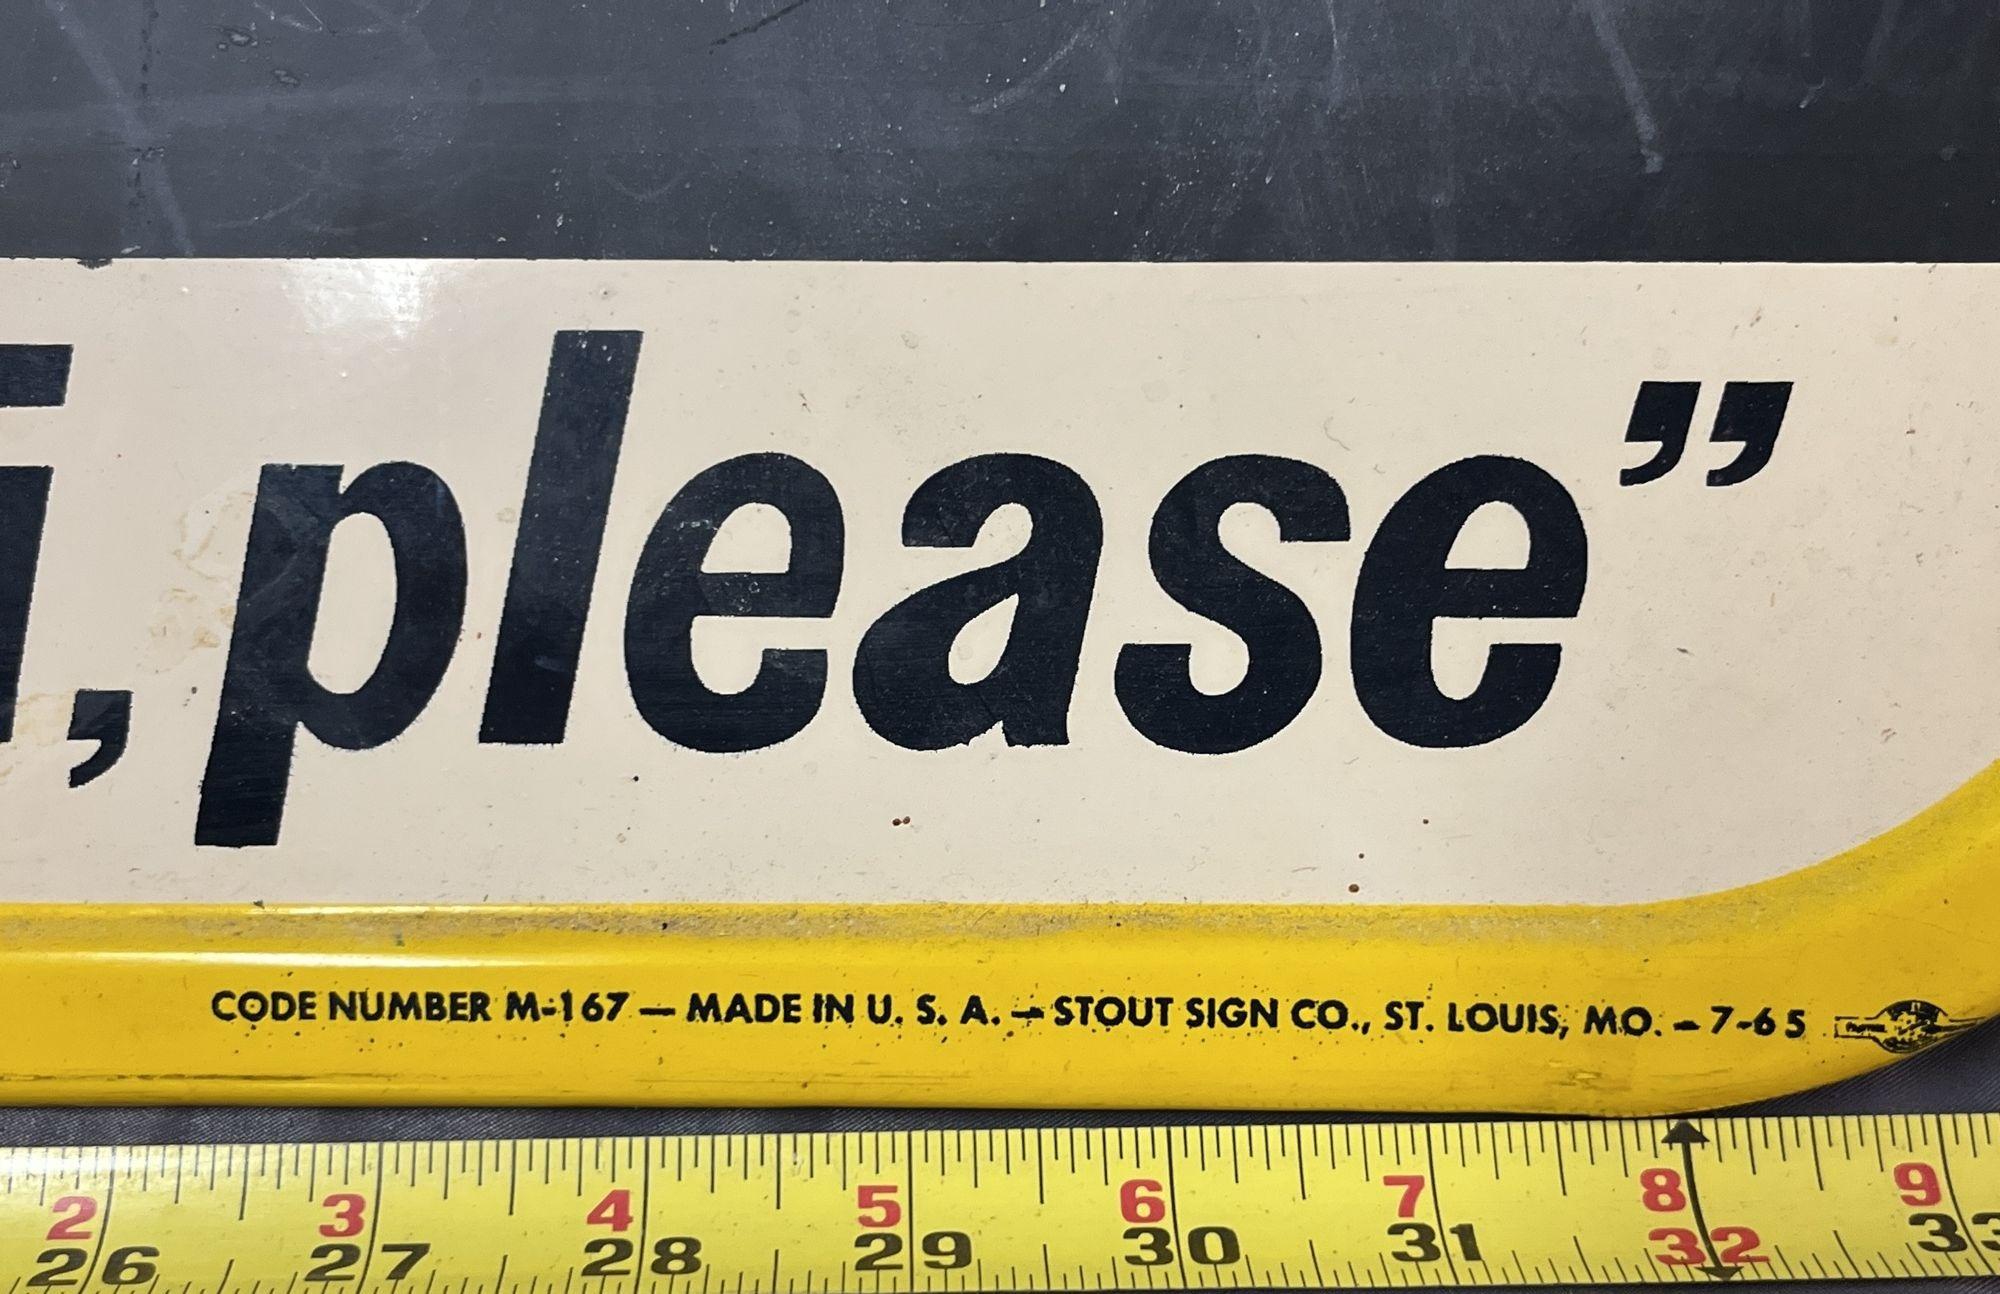 , please”
CODE NUMBER M-167 — MADE IN U. S. A. — STOUT SIGN CO., ST. LOUIS, MO. – 7-65
2 3 4 5 6 7 8 9
26 27 28 29 30 31 32 33